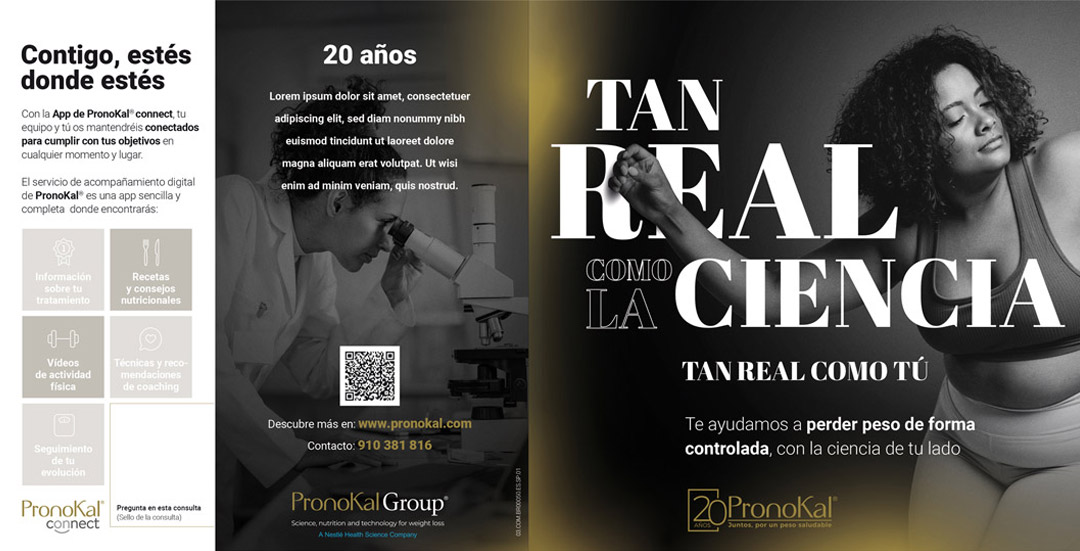 Contigo, estés
donde estés
Con la App de PronoKal® connect, tu
equipo y tú os mantendréis conectados
para cumplir con tus objetivos en
cualquier momento y lugar.
El servicio de acompañamiento digital
de PronoKal® es una app sencilla y
completa donde encontrarás:
Información
sobre tu
tratamiento
Recetas
y consejos
nutricionales
Vídeos
de actividad
física
Técnicas y reco-
mendaciones
de coaching
Seguimiento
de tu
evolución
PronoKal®
connect
Pregunta en esta consulta
(Sello de la consulta)
20 años
Lorem ipsum dolor sit amet, consectetuer
adipiscing elit, sed diam nonummy nibh
euismod tincidunt ut laoreet dolore
magna aliquam erat volutpat. Ut wisi
enim ad minim veniam, quis nostrud.
Descubre más en: www.pronokal.com
Contacto: 910 381 816
PronoKal Group®
Science, nutrition and technology for weight loss
A Nestlé Health Science Company
TAN
REAL
COMO
LA CIENCIA
TAN REAL COMO TÚ
Te ayudamos a perder peso de forma
controlada, con la ciencia de tu lado
20 AÑOS PronoKal®
Juntos, por un peso saludable